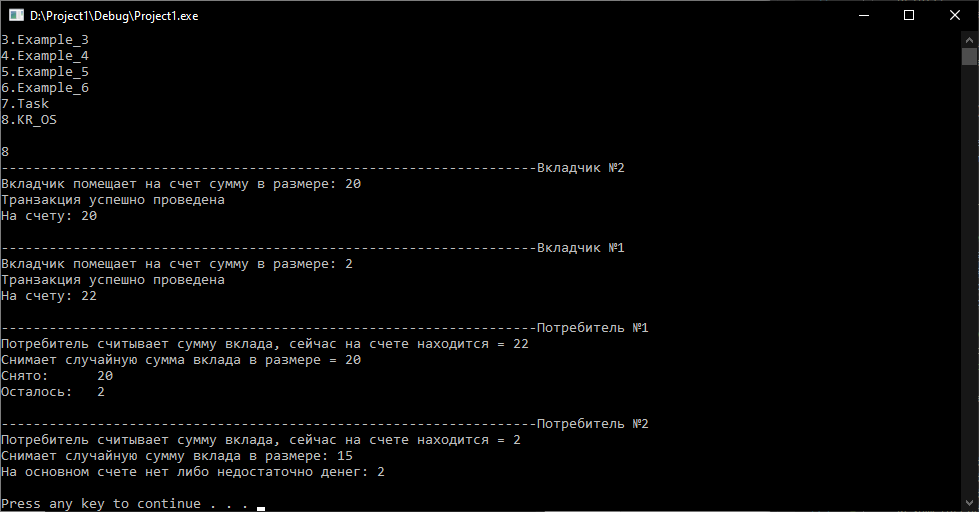 D:\Project1\Debug\Project1.exe
3.Example_3
4.Example_4
5.Example_5
6.Example_6
7.Task
8.KR_OS
8
-------------------------------------------------------------------Вкладчик №2
Вкладчик помещает на счет сумму в размере: 20
Транзакция успешно проведена
На счету: 20
-------------------------------------------------------------------Вкладчик №1
Вкладчик помещает на счет сумму в размере: 2
Транзакция успешно проведена
На счету: 22
-------------------------------------------------------------------Потребитель №1
Потребитель считывает сумму вклада, сейчас на счете находится = 22
Снимает случайную сумма вклада в размере = 20
Снято:      20
Осталось:   2
-------------------------------------------------------------------Потребитель №2
Потребитель считывает сумму вклада, сейчас на счете находится = 2
Снимает случайную сумму вклада в размере: 15
На основном счете нет либо недостаточно денег: 2
Press any key to continue . . .